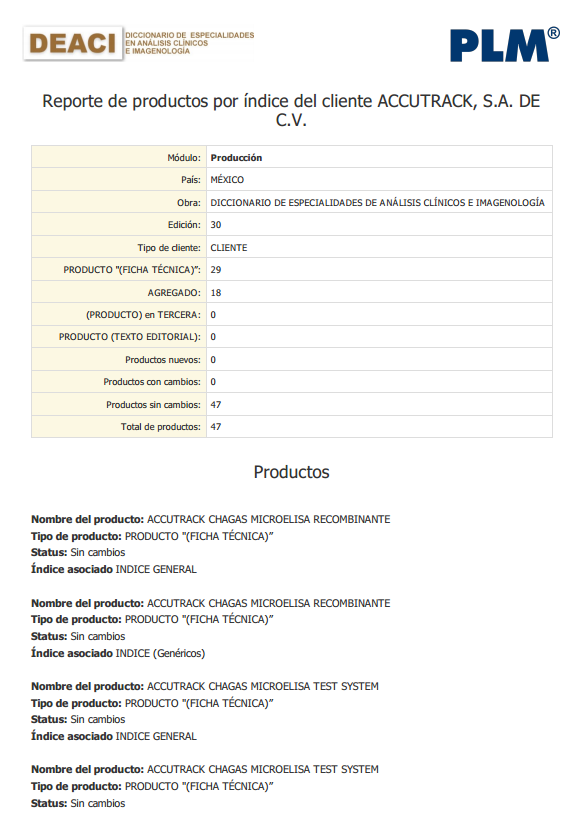 DEACI
DICCIONARIO DE ESPECIALIDADES
EN ANÁLISIS CLÍNICOS
E IMAGENOLOGÍA
PLM®
Reporte de productos por índice del cliente ACCUTRACK, S.A. DE
C.V.
Módulo: Producción
País: MÉXICO
Obra: DICCIONARIO DE ESPECIALIDADES DE ANÁLISIS CLÍNICOS E IMAGENOLOGÍA
Edición: 30
Tipo de cliente: CLIENTE
PRODUCTO "(FICHA TÉCNICA)": 29
AGREGADO: 18
(PRODUCTO) en TERCERA: 0
PRODUCTO (TEXTO EDITORIAL): 0
Productos nuevos: 0
Productos con cambios: 0
Productos sin cambios: 47
Total de productos: 47
Productos
Nombre del producto: ACCUTRACK CHAGAS MICROELISA RECOMBINANTE
Tipo de producto: PRODUCTO "(FICHA TÉCNICA)”
Status: Sin cambios
Índice asociado INDICE GENERAL
Nombre del producto: ACCUTRACK CHAGAS MICROELISA RECOMBINANTE
Tipo de producto: PRODUCTO "(FICHA TÉCNICA)”
Status: Sin cambios
Índice asociado INDICE (Genéricos)
Nombre del producto: ACCUTRACK CHAGAS MICROELISA TEST SYSTEM
Tipo de producto: PRODUCTO "(FICHA TÉCNICA)”
Status: Sin cambios
Índice asociado INDICE GENERAL
Nombre del producto: ACCUTRACK CHAGAS MICROELISA TEST SYSTEM
Tipo de producto: PRODUCTO "(FICHA TÉCNICA)”
Status: Sin cambios